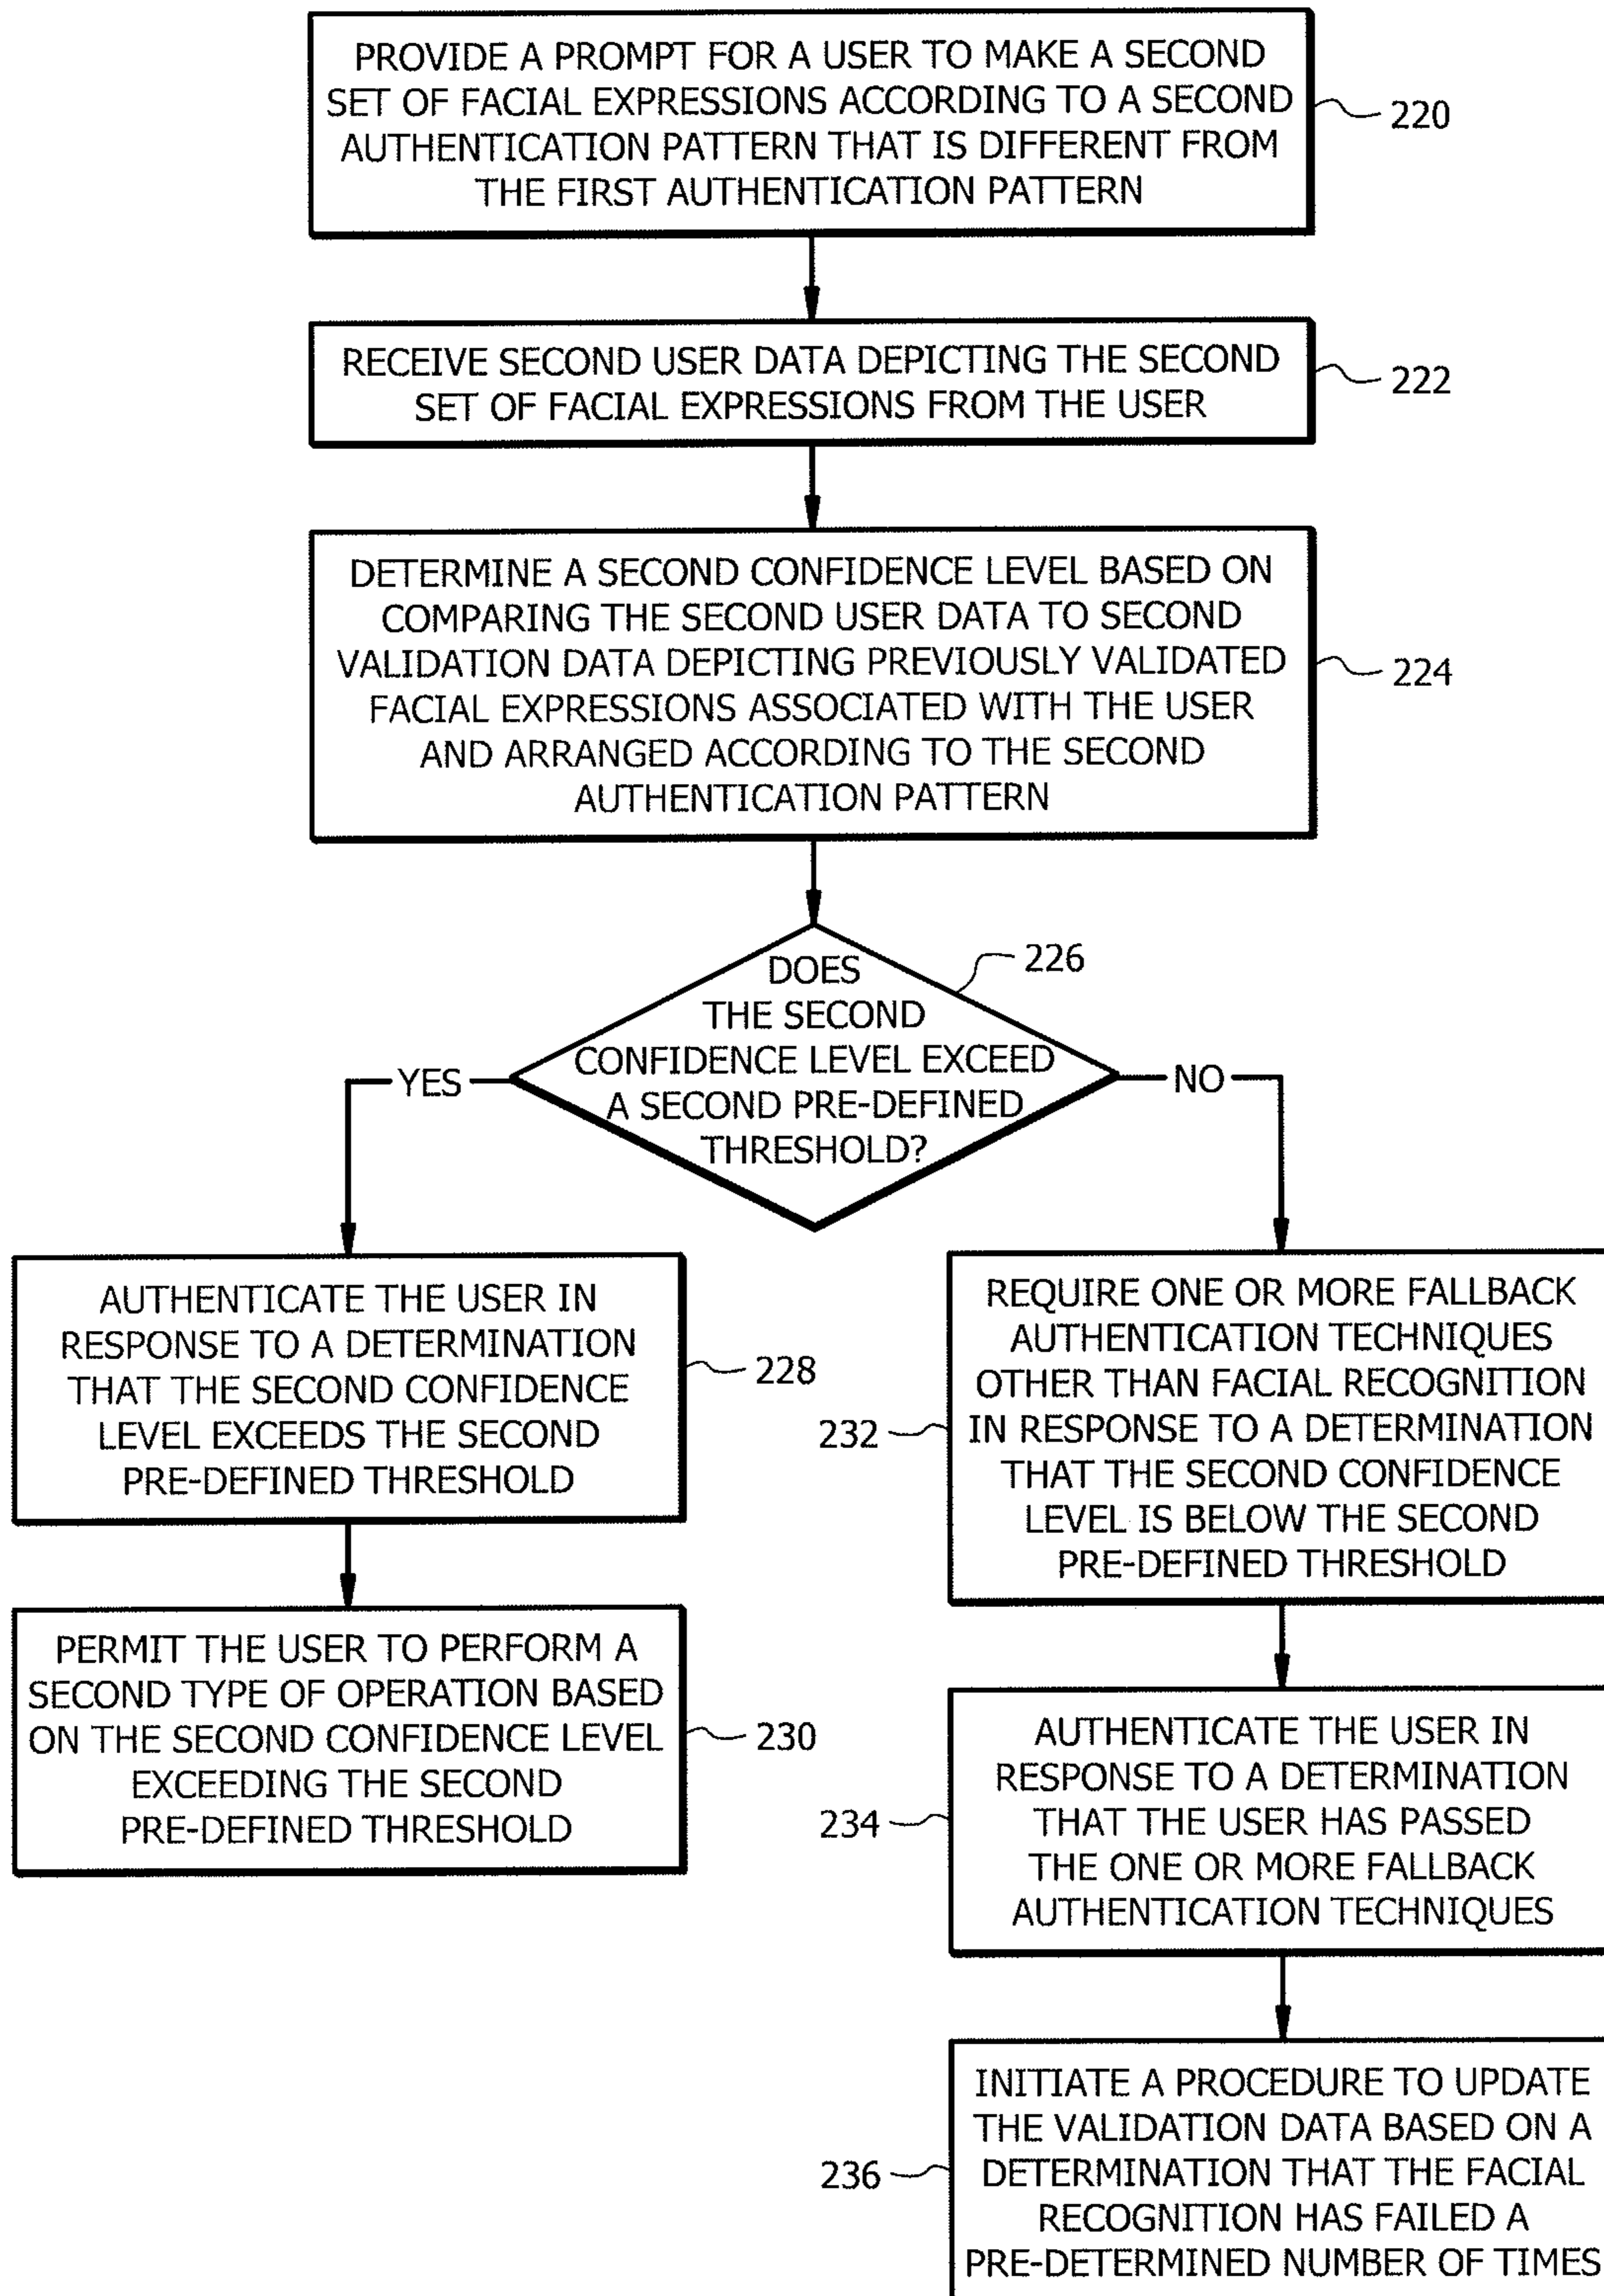 PROVIDE A PROMPT FOR A USER TO MAKE A SECOND
SET OF FACIAL EXPRESSIONS ACCORDING TO A SECOND
AUTHENTICATION PATTERN THAT IS DIFFERENT FROM
THE FIRST AUTHENTICATION PATTERN
220
RECEIVE SECOND USER DATA DEPICTING THE SECOND
SET OF FACIAL EXPRESSIONS FROM THE USER
222
DETERMINE A SECOND CONFIDENCE LEVEL BASED ON
COMPARING THE SECOND USER DATA TO SECOND
VALIDATION DATA DEPICTING PREVIOUSLY VALIDATED
FACIAL EXPRESSIONS ASSOCIATED WITH THE USER
AND ARRANGED ACCORDING TO THE SECOND
AUTHENTICATION PATTERN
224
DOES
THE SECOND
CONFIDENCE LEVEL EXCEED
A SECOND PRE-DEFINED
THRESHOLD?
226
YES
NO
AUTHENTICATE THE USER IN
RESPONSE TO A DETERMINATION
THAT THE SECOND CONFIDENCE
LEVEL EXCEEDS THE SECOND
PRE-DEFINED THRESHOLD
228
PERMIT THE USER TO PERFORM A
SECOND TYPE OF OPERATION BASED
ON THE SECOND CONFIDENCE LEVEL
EXCEEDING THE SECOND
PRE-DEFINED THRESHOLD
230
REQUIRE ONE OR MORE FALLBACK
AUTHENTICATION TECHNIQUES
OTHER THAN FACIAL RECOGNITION
IN RESPONSE TO A DETERMINATION
THAT THE SECOND CONFIDENCE
LEVEL IS BELOW THE SECOND
PRE-DEFINED THRESHOLD
232
AUTHENTICATE THE USER IN
RESPONSE TO A DETERMINATION
THAT THE USER HAS PASSED
THE ONE OR MORE FALLBACK
AUTHENTICATION TECHNIQUES
234
INITIATE A PROCEDURE TO UPDATE
THE VALIDATION DATA BASED ON A
DETERMINATION THAT THE FACIAL
RECOGNITION HAS FAILED A
PRE-DETERMINED NUMBER OF TIMES
236